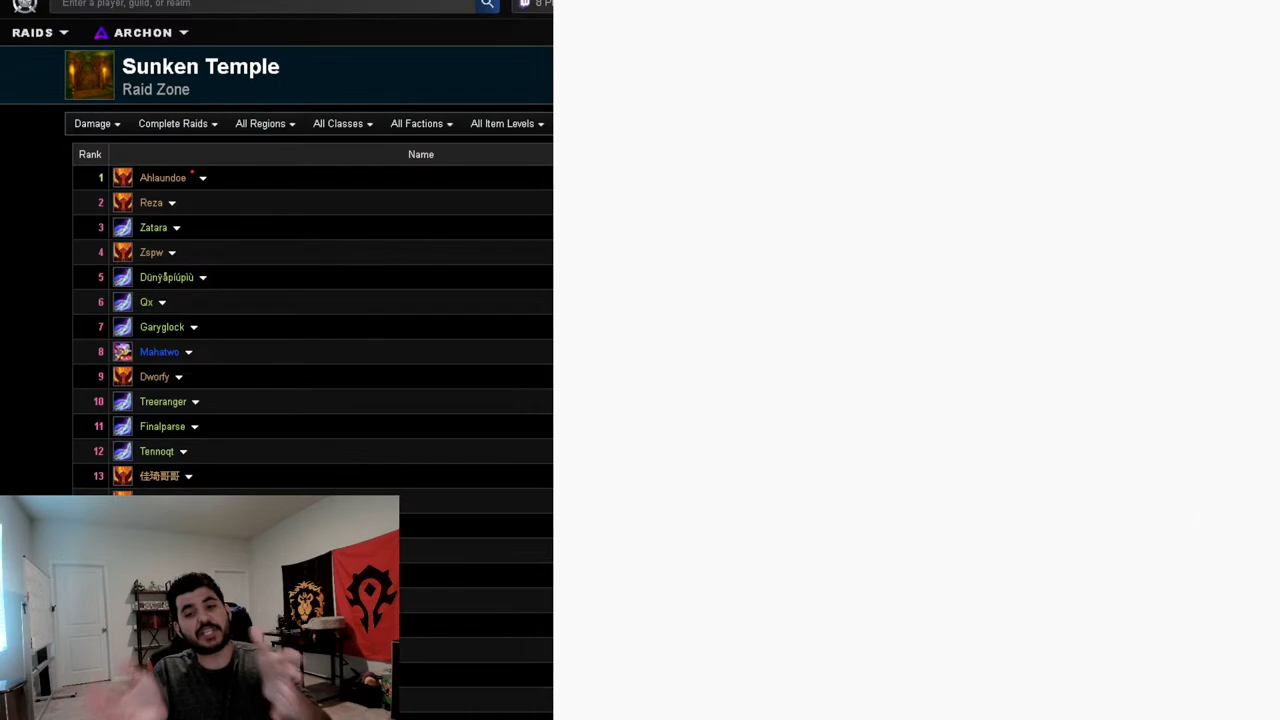 Enter a player, guild, or realm
RAIDS
ARCHON
Sunken Temple
Raid Zone
Damage Complete Raids All Regions All Classes All Factions All Item Levels
Rank Name
1 Ahlaundoe
2 Reza
3 Zatara
4 Zspw
5 Dünÿåpíúpìù
6 Qx
7 Garyglock
8 Mahatwo
9 Dworfy
10 Treeranger
11 Finalparse
12 Tennoqt
13 佳琦哥哥